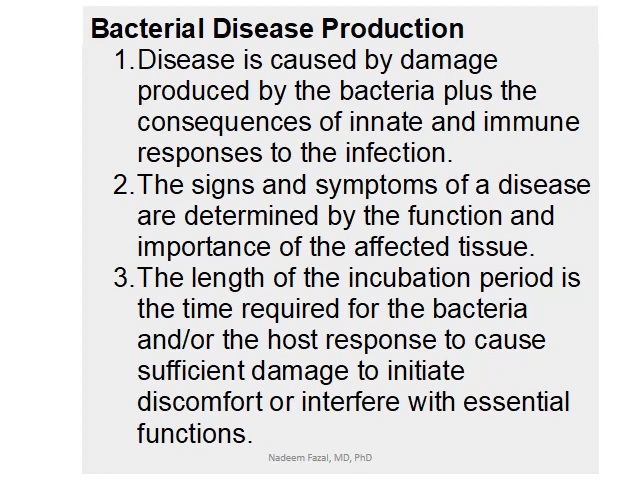 Bacterial Disease Production
1. Disease is caused by damage
produced by the bacteria plus the
consequences of innate and immune
responses to the infection.
2. The signs and symptoms of a disease
are determined by the function and
importance of the affected tissue.
3. The length of the incubation period is
the time required for the bacteria
and/or the host response to cause
sufficient damage to initiate
discomfort or interfere with essential
functions.
Nadeem Fazal, MD, PhD